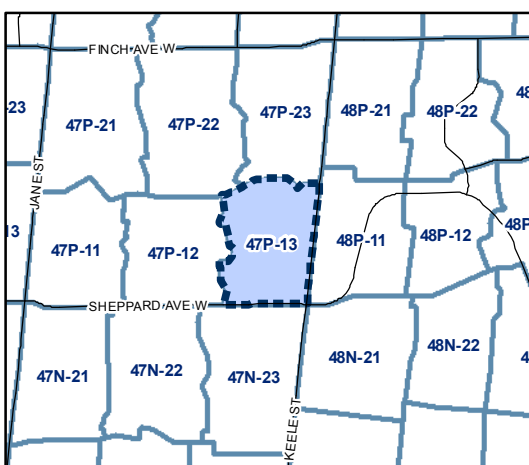 FINCH AVE W
-23
47P-21
47P-22
47P-23
48P-21
48P-22
48
JANE ST
13
47P-11
47P-12
47P-13
48P-11
48P-12
48P
SHEPPARD AVE W
47N-21
47N-22
47N-23
48N-21
48N-22
4
KEELE ST